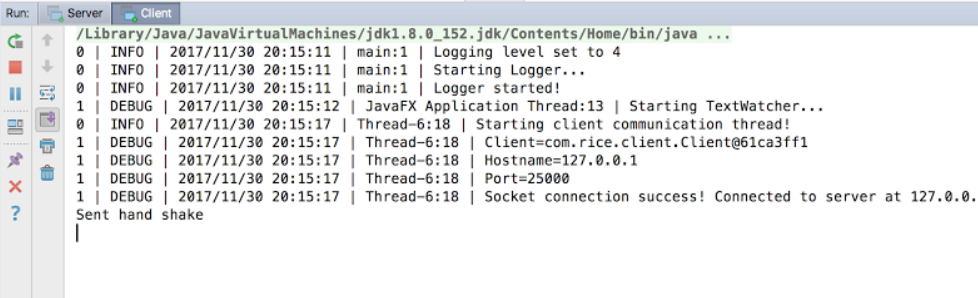 Run: Server Client
/Library/Java/JavaVirtualMachines/jdk1.8.0_152.jdk/Contents/Home/bin/java ...
0 | INFO | 2017/11/30 20:15:11 | main:1 | Logging level set to 4
0 | INFO | 2017/11/30 20:15:11 | main:1 | Starting Logger...
0 | INFO | 2017/11/30 20:15:11 | main:1 | Logger started!
1 | DEBUG | 2017/11/30 20:15:12 | JavaFX Application Thread:13 | Starting TextWatcher...
0 | INFO | 2017/11/30 20:15:17 | Thread-6:18 | Starting client communication thread!
1 | DEBUG | 2017/11/30 20:15:17 | Thread-6:18 | Client=com.rice.client.Client@61ca3ff1
1 | DEBUG | 2017/11/30 20:15:17 | Thread-6:18 | Hostname=127.0.0.1
1 | DEBUG | 2017/11/30 20:15:17 | Thread-6:18 | Port=25000
1 | DEBUG | 2017/11/30 20:15:17 | Thread-6:18 | Socket connection success! Connected to server at 127.0.0.
Sent hand shake